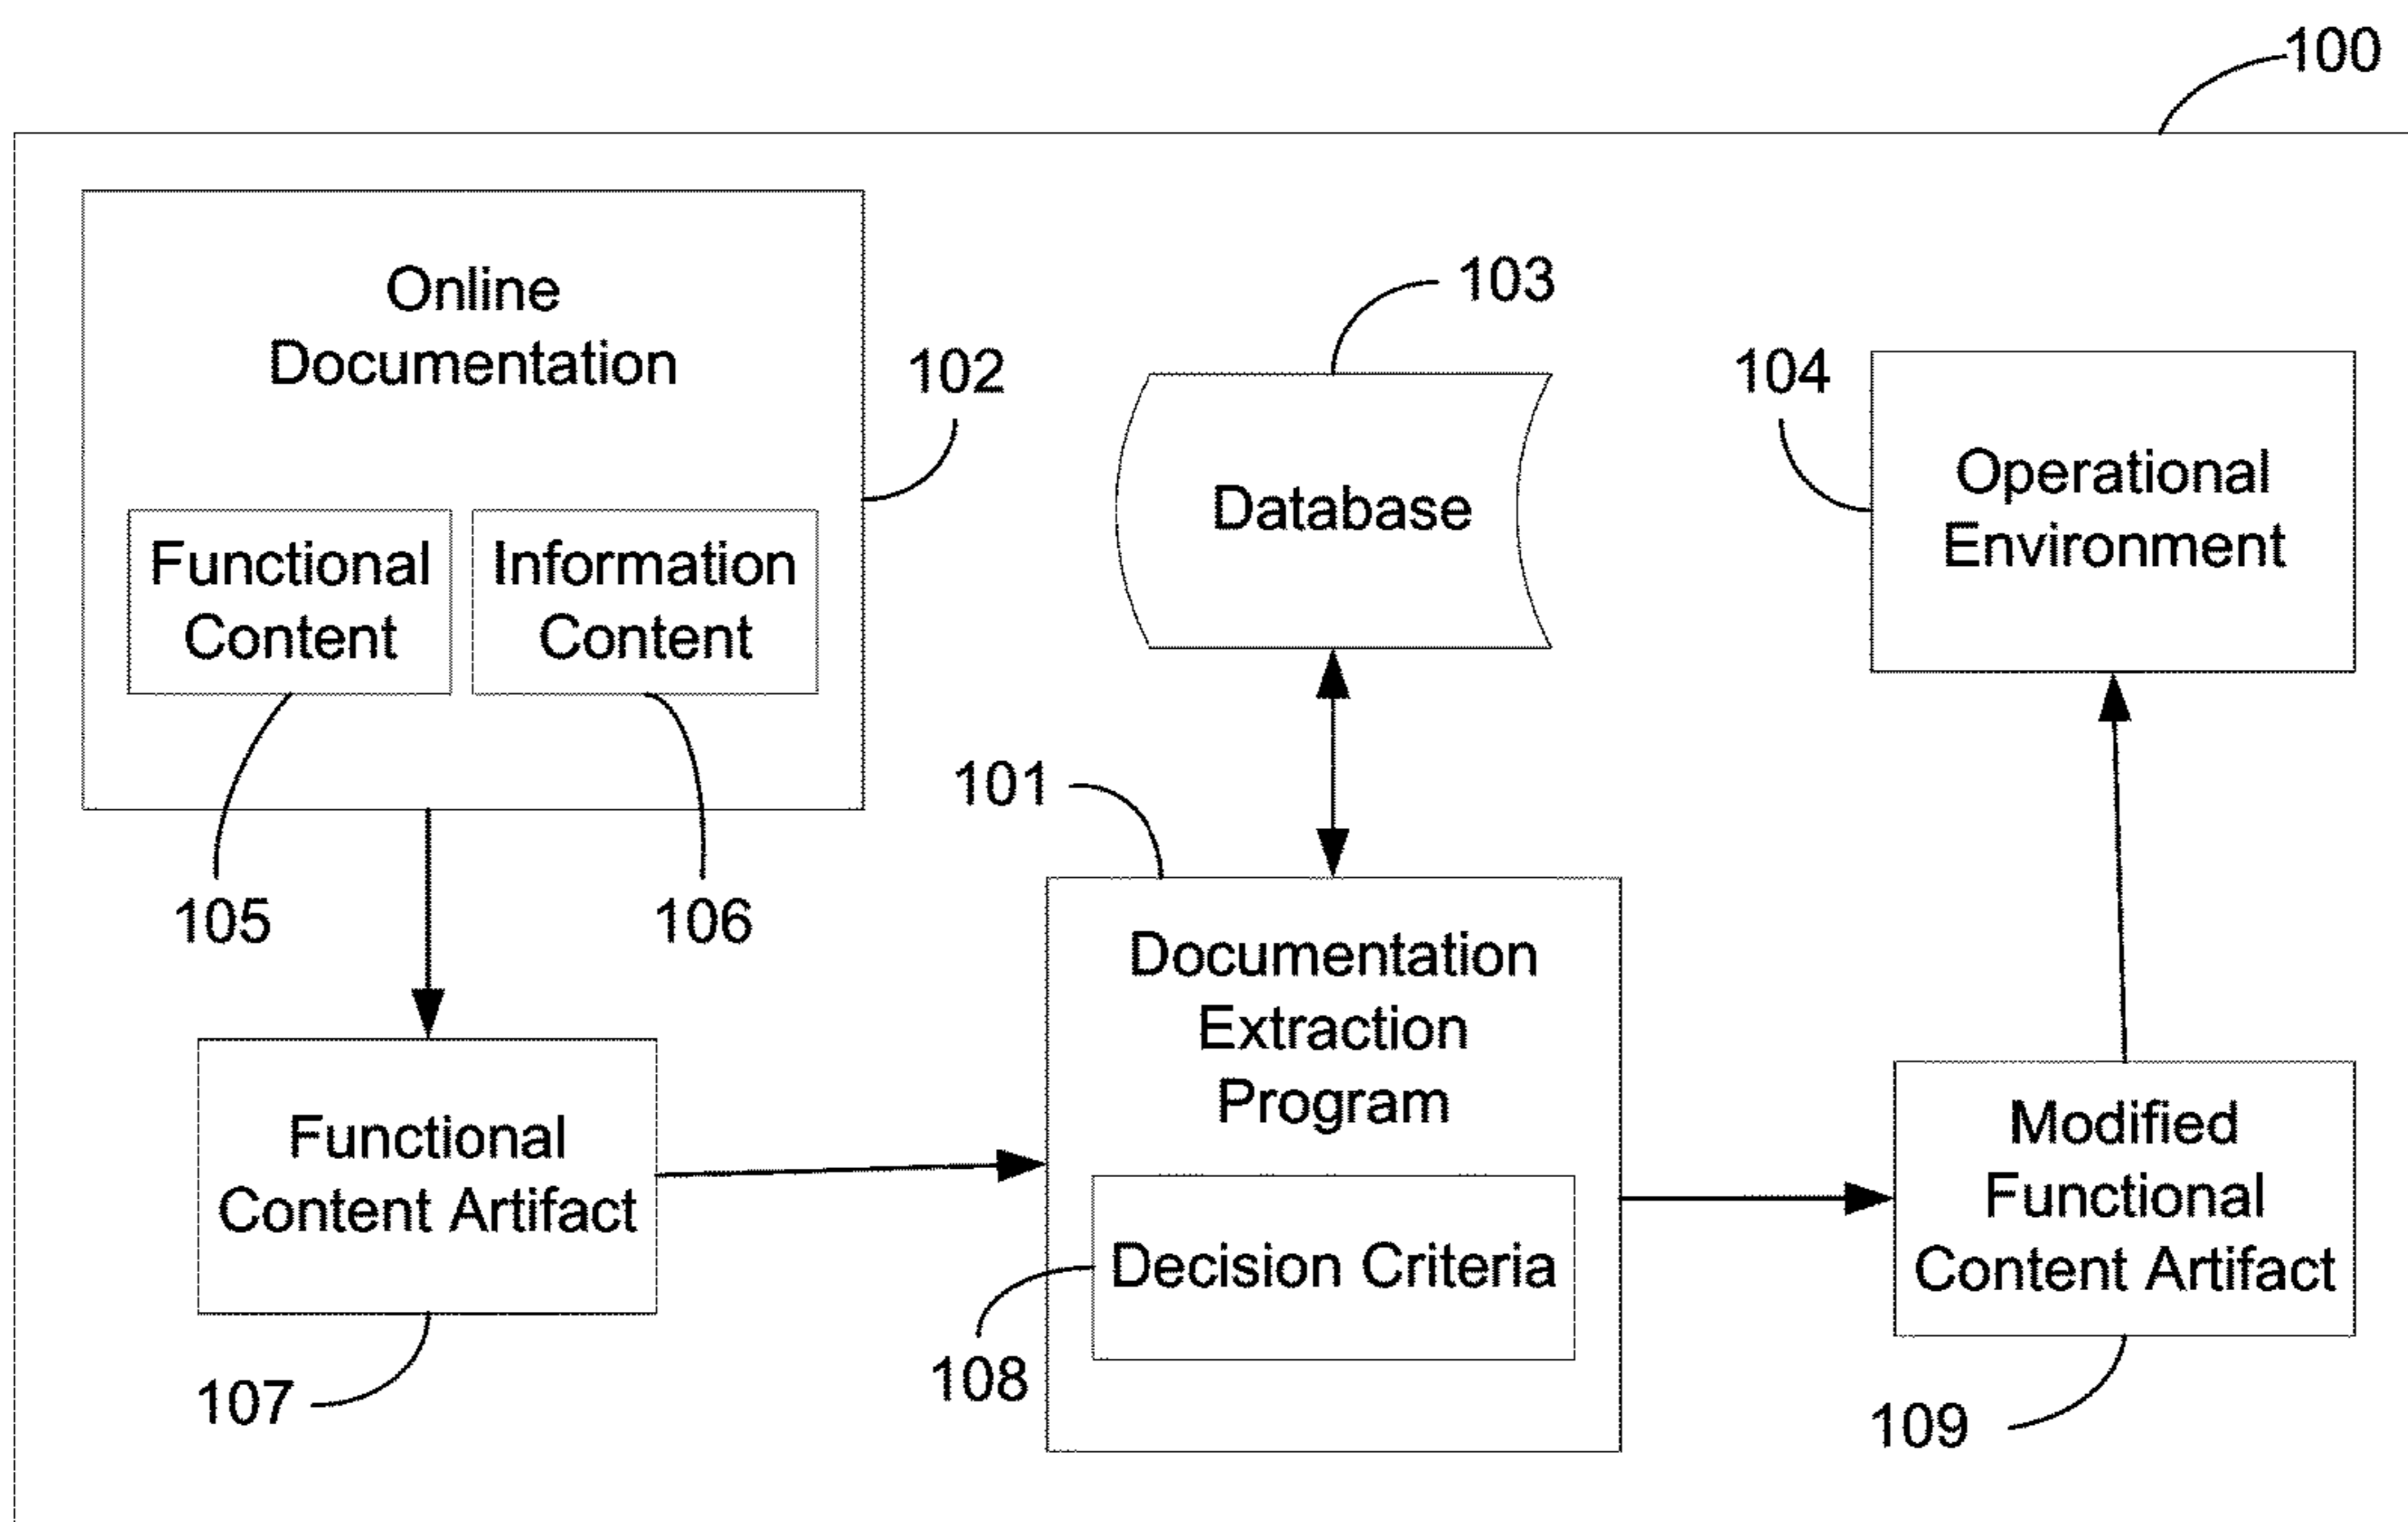 100
Online
Documentation
102
Functional
Content
Information
Content
105
106
103
Database
104
Operational
Environment
101
Documentation
Extraction
Program
Decision Criteria
108
Functional
Content Artifact
107
Modified
Functional
Content Artifact
109